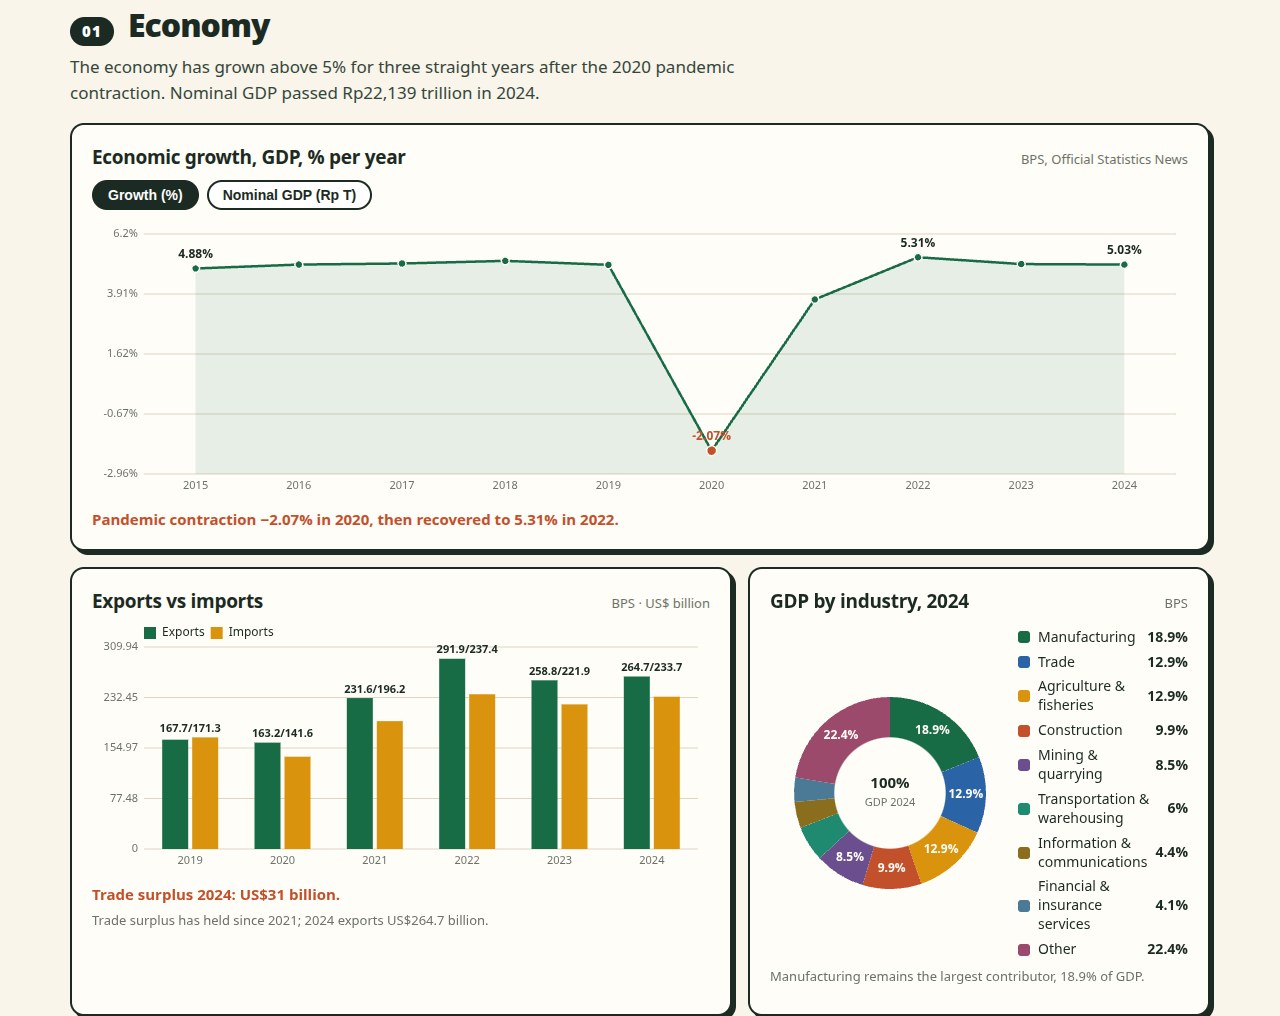 01 Economy
The economy has grown above 5% for three straight years after the 2020 pandemic
contraction. Nominal GDP passed Rp22,139 trillion in 2024.
Economic growth, GDP, % per year
BPS, Official Statistics News
Growth (%) Nominal GDP (Rp T)
6.2%
3.91%
1.62%
-0.67%
-2.96%
4.88%
-2.07%
5.31%
5.03%
2015 2016 2017 2018 2019 2020 2021 2022 2023 2024
Pandemic contraction −2.07% in 2020, then recovered to 5.31% in 2022.
Exports vs imports
BPS · US$ billion
Exports Imports
309.94
232.45
154.97
77.48
0
167.7/171.3
163.2/141.6
231.6/196.2
291.9/237.4
258.8/221.9
264.7/233.7
2019 2020 2021 2022 2023 2024
Trade surplus 2024: US$31 billion.
Trade surplus has held since 2021; 2024 exports US$264.7 billion.
GDP by industry, 2024
BPS
18.9%
12.9%
12.9%
9.9%
8.5%
22.4%
100%
GDP 2024
Manufacturing 18.9%
Trade 12.9%
Agriculture &
fisheries 12.9%
Construction 9.9%
Mining &
quarrying 8.5%
Transportation &
warehousing 6%
Information &
communications 4.4%
Financial &
insurance 4.1%
services
Other 22.4%
Manufacturing remains the largest contributor, 18.9% of GDP.